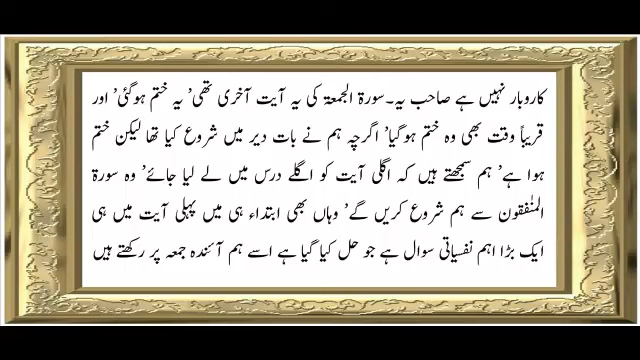 کاروبار نہیں ہے صاحب یہ۔ سورۃ الجمعۃ کی یہ آیت آخری تھی’ یہ ختم ہوگئی’ اور
قریباً وقت بھی وہ ختم ہوگیا’ اگرچہ ہم نے بات دیر میں شروع کیا تھا لیکن ختم
ہوا ہے’ ہم سمجھتے ہیں کہ اگلی آیت کو اگلے درس میں لے لیا جائے’ وہ سورۃ
المنٰفقون سے ہم شروع کریں گے’ وہاں بھی ابتداء ہی میں پہلی آیت میں ہی
ایک بڑا اہم نفسیاتی سوال ہے جو حل کیا گیا ہے اسے ہم آئندہ جمعہ پر رکھتے ہیں